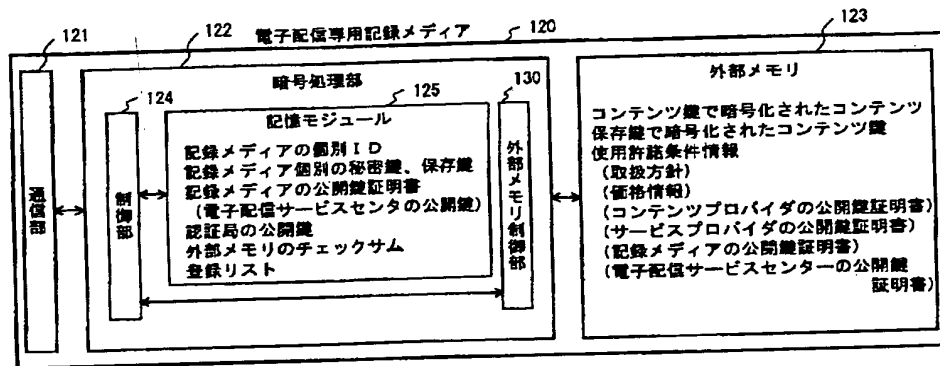 121
122
電子配信専用記録メディア
120
123
通信部
暗号処理部
124
制御部
125
記憶モジュール
記録メディアの個別ID
記録メディア個別の秘密鍵、保存鍵
記録メディアの公開鍵証明書
(電子配信サービスセンタの公開鍵)
認証局の公開鍵
外部メモリのチェックサム
登録リスト
130
外部メモリ制御部
外部メモリ
コンテンツ鍵で暗号化されたコンテンツ
保存鍵で暗号化されたコンテンツ鍵
使用許諾条件情報
(取扱方針)
(価格情報)
(コンテンツプロバイダの公開鍵証明書)
(サービスプロバイダの公開鍵証明書)
(記録メディアの公開鍵証明書)
(電子配信サービスセンターの公開鍵
証明書)